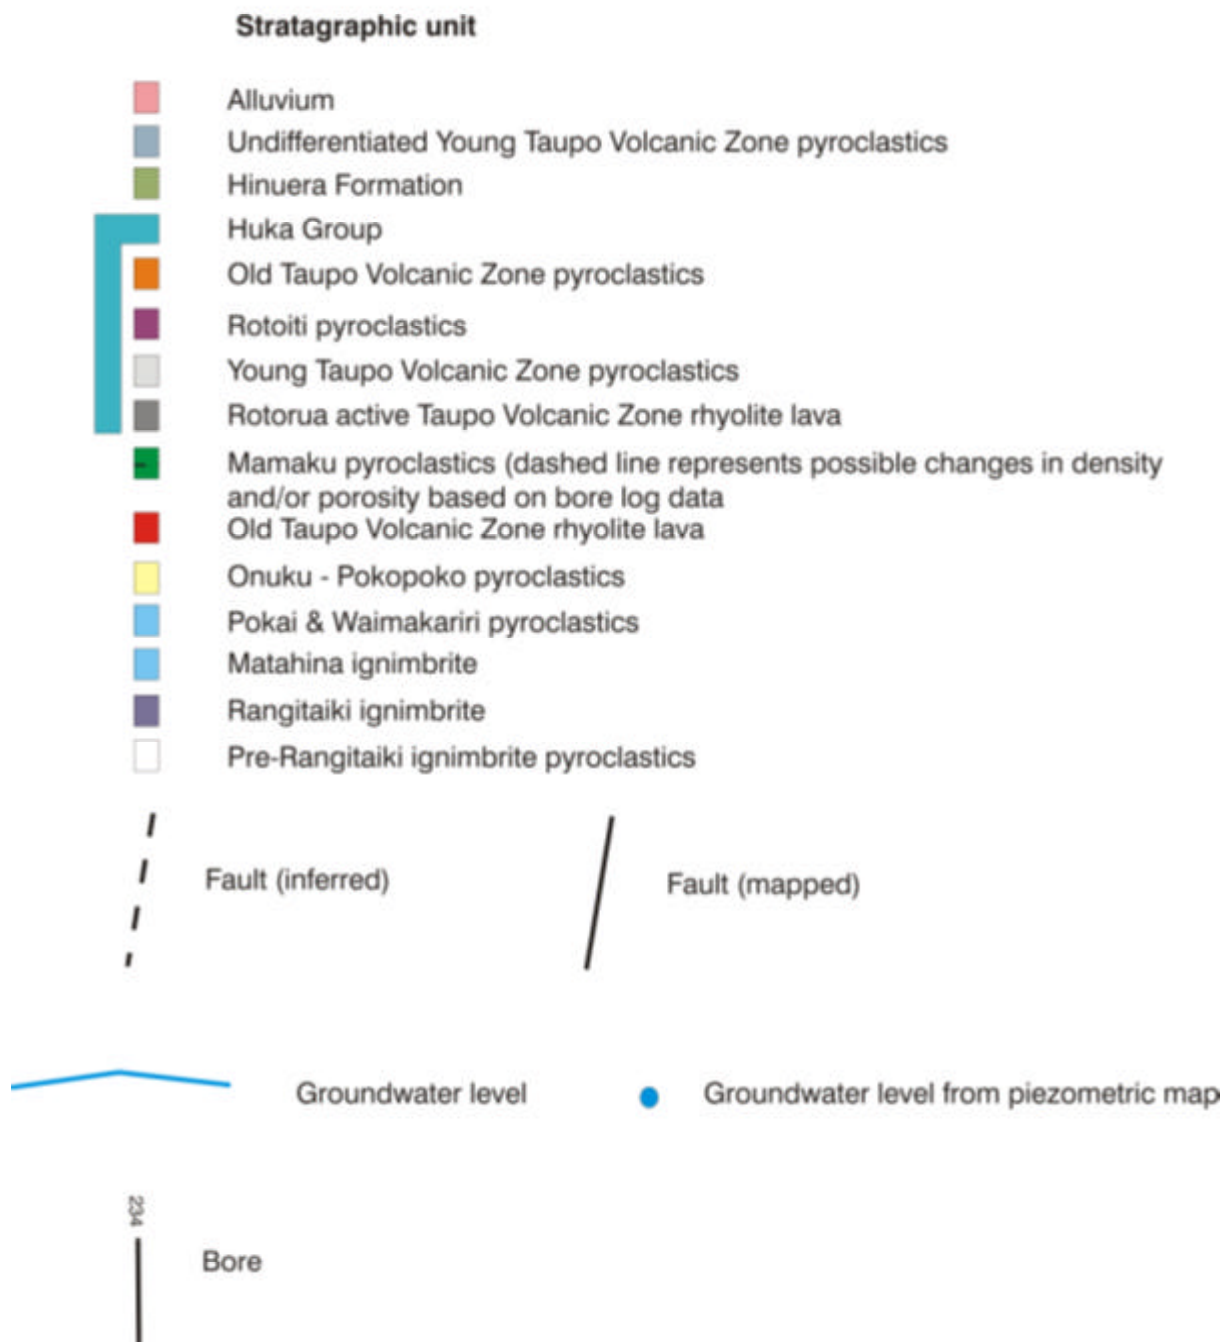 Stratagraphic unit
Alluvium
Undifferentiated Young Taupo Volcanic Zone pyroclastics
Hinuera Formation
Huka Group
Old Taupo Volcanic Zone pyroclastics
Rotoiti pyroclastics
Young Taupo Volcanic Zone pyroclastics
Rotorua active Taupo Volcanic Zone rhyolite lava
Mamaku pyroclastics (dashed line represents possible changes in density
and/or porosity based on bore log data
Old Taupo Volcanic Zone rhyolite lava
Onuku - Pokopoko pyroclastics
Pokai & Waimakariri pyroclastics
Matahina ignimbrite
Rangitaiki ignimbrite
Pre-Rangitaiki ignimbrite pyroclastics
Fault (inferred)
Fault (mapped)
Groundwater level
Groundwater level from piezometric map
234
Bore